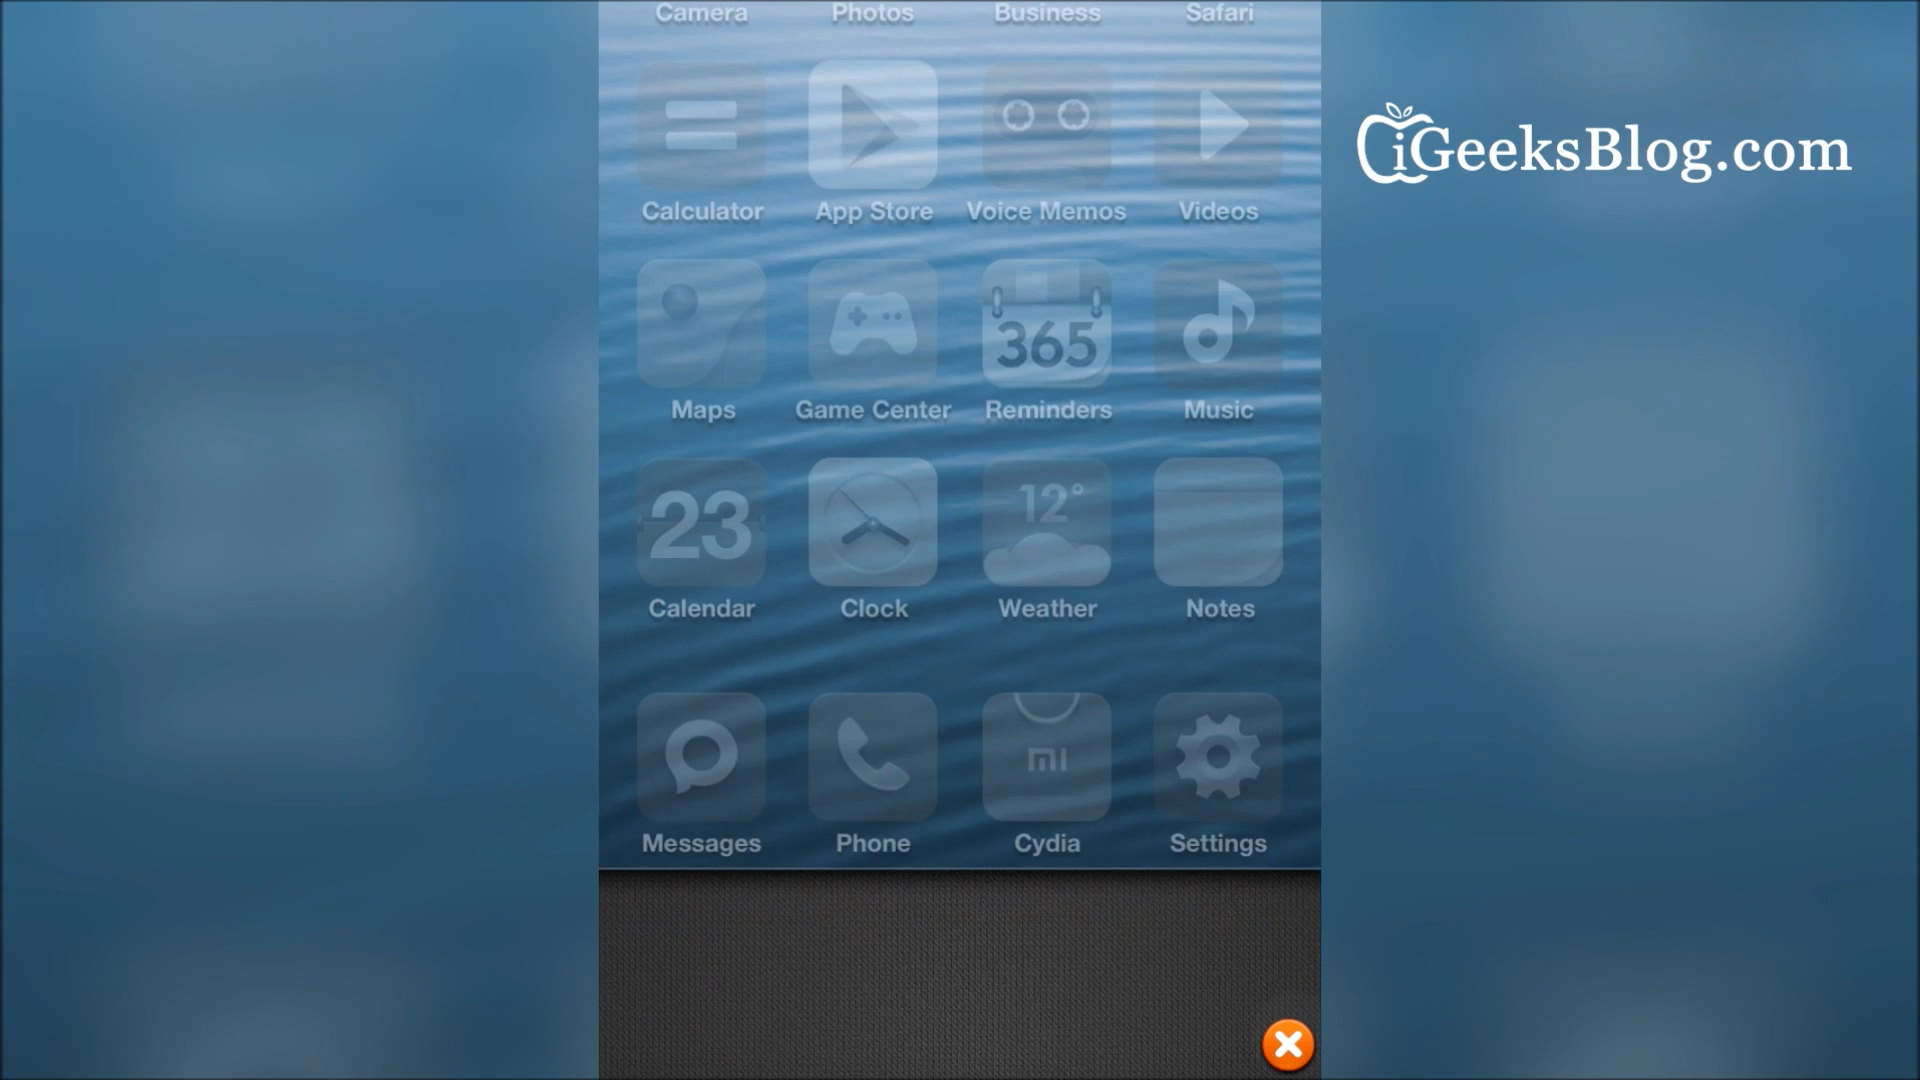 Camera Photos Business Safari
iGeeksBlog.com
Calculator App Store Voice Memos Videos
365
Maps Game Center Reminders Music
23 12°
Calendar Clock Weather Notes
mi
Messages Phone Cydia Settings